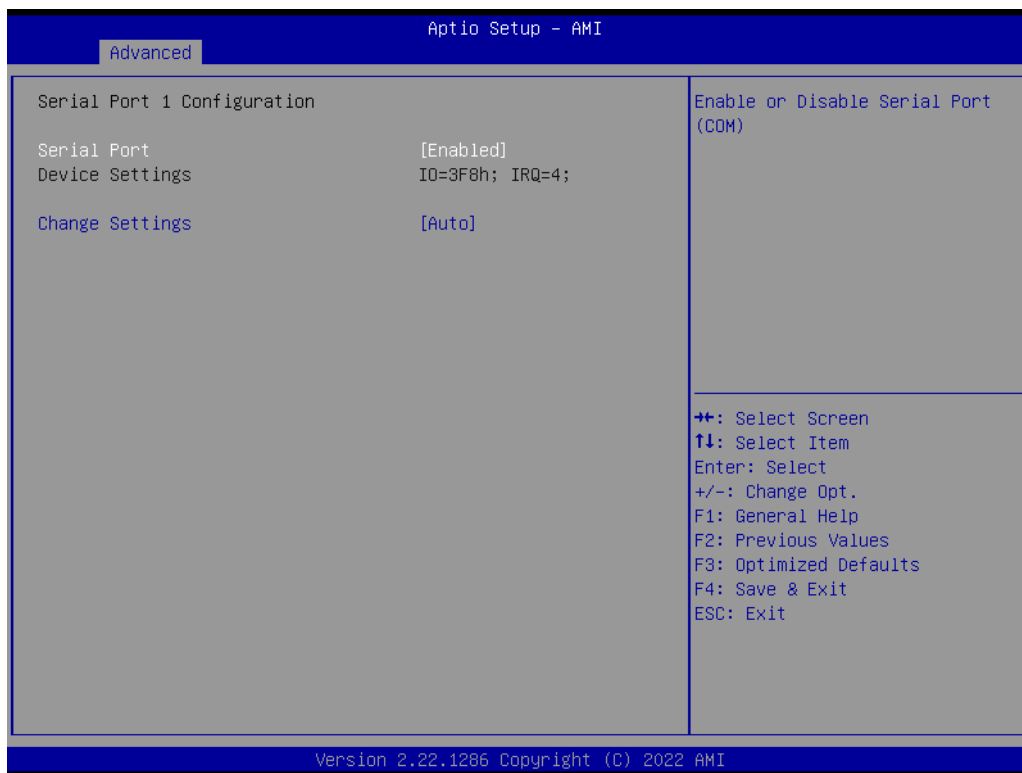 Aptio Setup – AMI
Advanced
Serial Port 1 Configuration
Serial Port [Enabled]
Device Settings IO=3F8h; IRQ=4;
Change Settings [Auto]
Enable or Disable Serial Port
(COM)
→←: Select Screen
↑↓: Select Item
Enter: Select
+/-: Change Opt.
F1: General Help
F2: Previous Values
F3: Optimized Defaults
F4: Save & Exit
ESC: Exit
Version 2.22.1286 Copyright (C) 2022 AMI